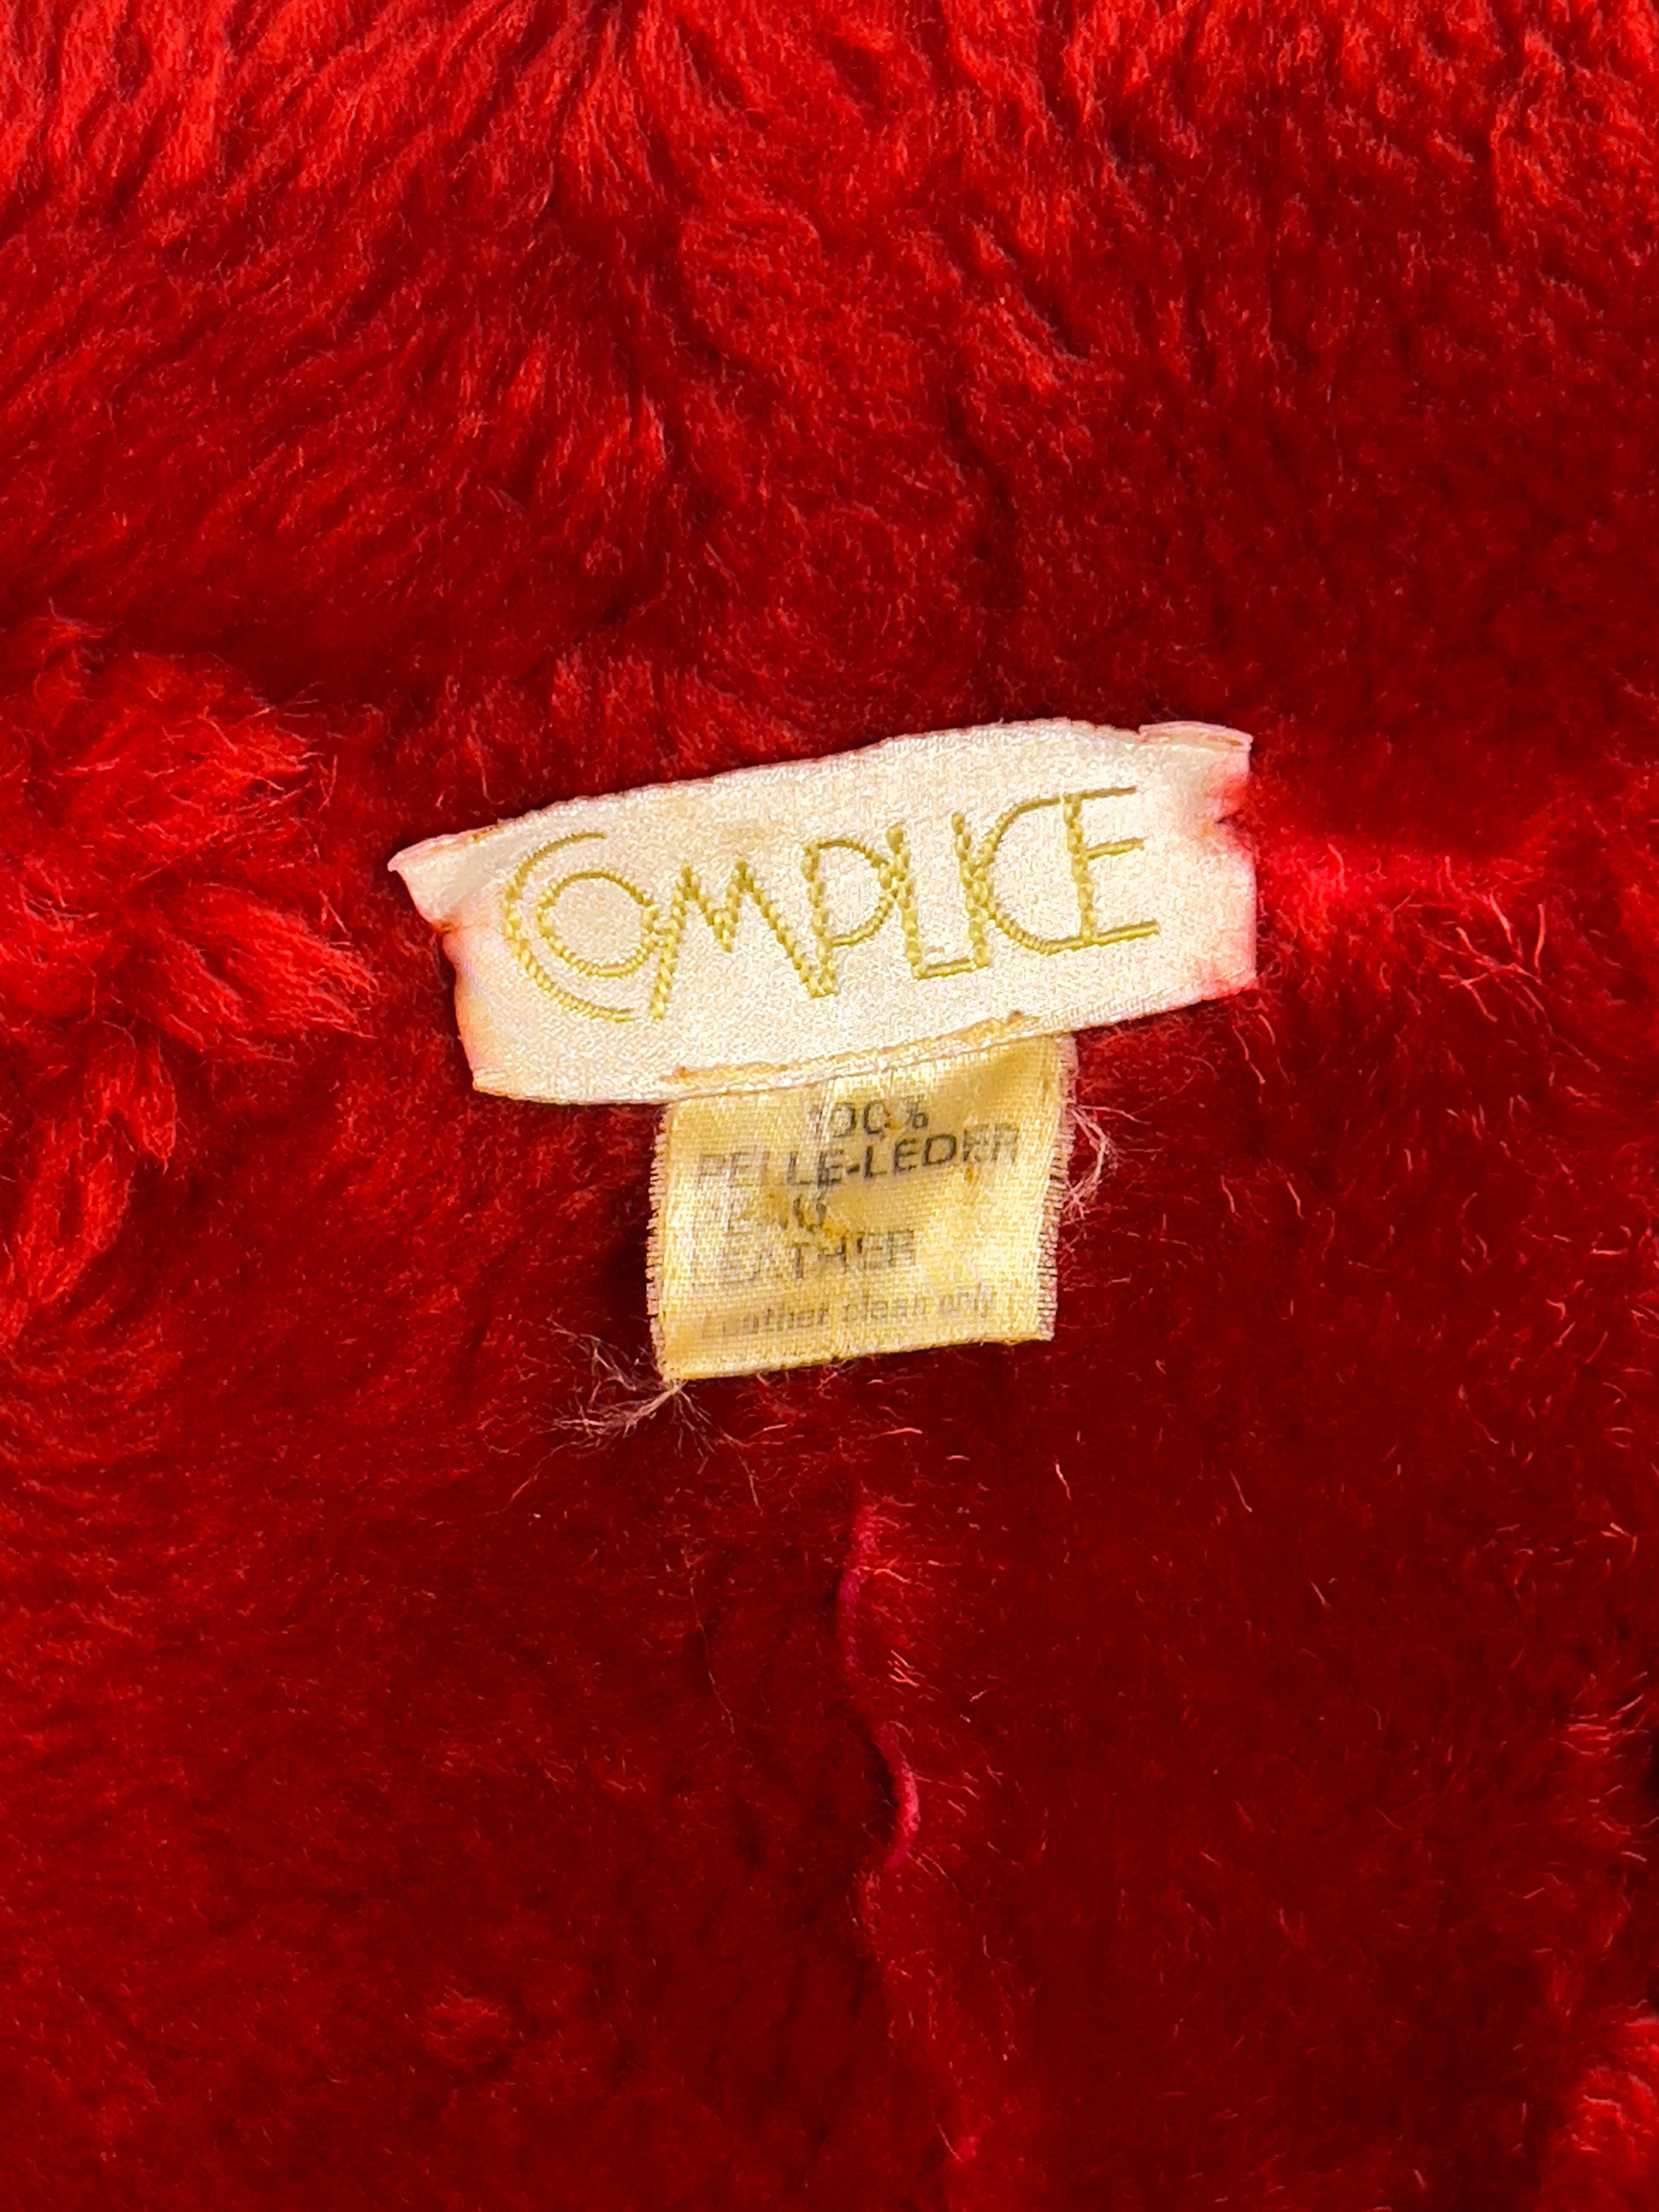 COMPLICE
100%
PELLE-LEDER
LEATHER
Leather clean only